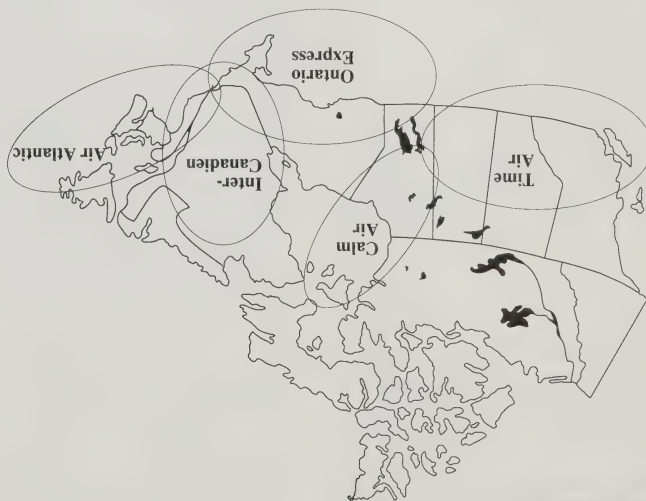 Calm
Air
Inter-
Canadien
Time
Air
Air Atlantic
Ontario
Express